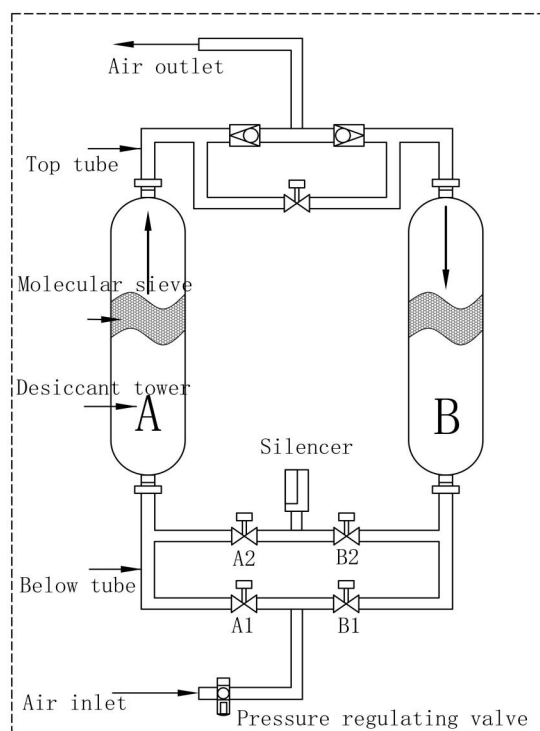 Air outlet
Top tube
Molecular sieve
Desiccant tower
A
B
Silencer
A2
B2
Below tube
A1
B1
Air inlet
Pressure regulating valve